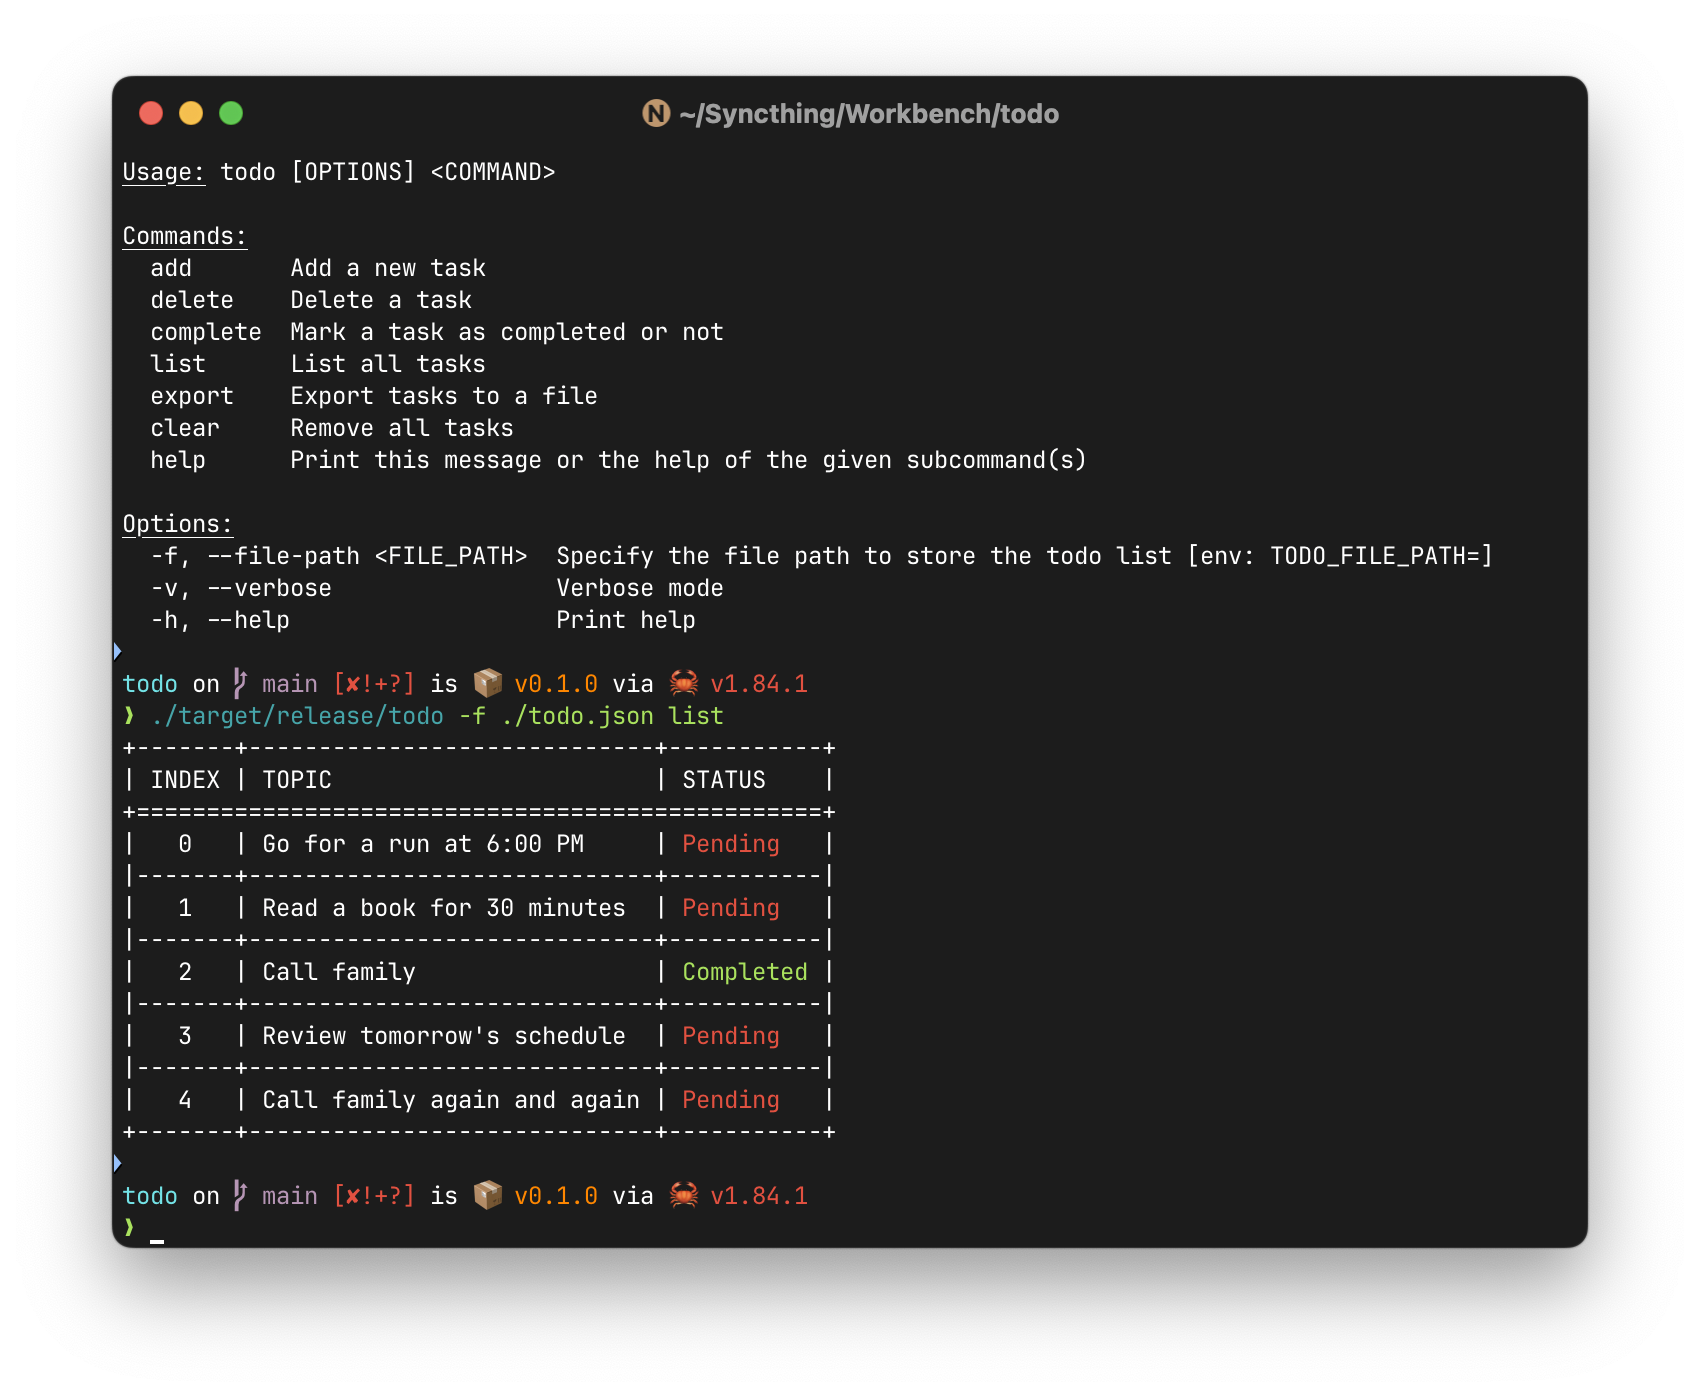 N ~/Syncthing/Workbench/todo
Usage: todo [OPTIONS] <COMMAND>
Commands:
  add       Add a new task
  delete    Delete a task
  complete  Mark a task as completed or not
  list      List all tasks
  export    Export tasks to a file
  clear     Remove all tasks
  help      Print this message or the help of the given subcommand(s)
Options:
  -f, --file-path <FILE_PATH>  Specify the file path to store the todo list [env: TODO_FILE_PATH=]
  -v, --verbose                Verbose mode
  -h, --help                   Print help
todo on main [✘!+?] is 📦 v0.1.0 via 🦀 v1.84.1
❱ ./target/release/todo -f ./todo.json list
+-------+-----------------------------+-----------+
| INDEX | TOPIC                       | STATUS    |
+=================================================+
|   0   | Go for a run at 6:00 PM     | Pending   |
|-------+-----------------------------+-----------|
|   1   | Read a book for 30 minutes  | Pending   |
|-------+-----------------------------+-----------|
|   2   | Call family                 | Completed |
|-------+-----------------------------+-----------|
|   3   | Review tomorrow's schedule  | Pending   |
|-------+-----------------------------+-----------|
|   4   | Call family again and again | Pending   |
+-------+-----------------------------+-----------+
todo on main [✘!+?] is 📦 v0.1.0 via 🦀 v1.84.1
❱ _